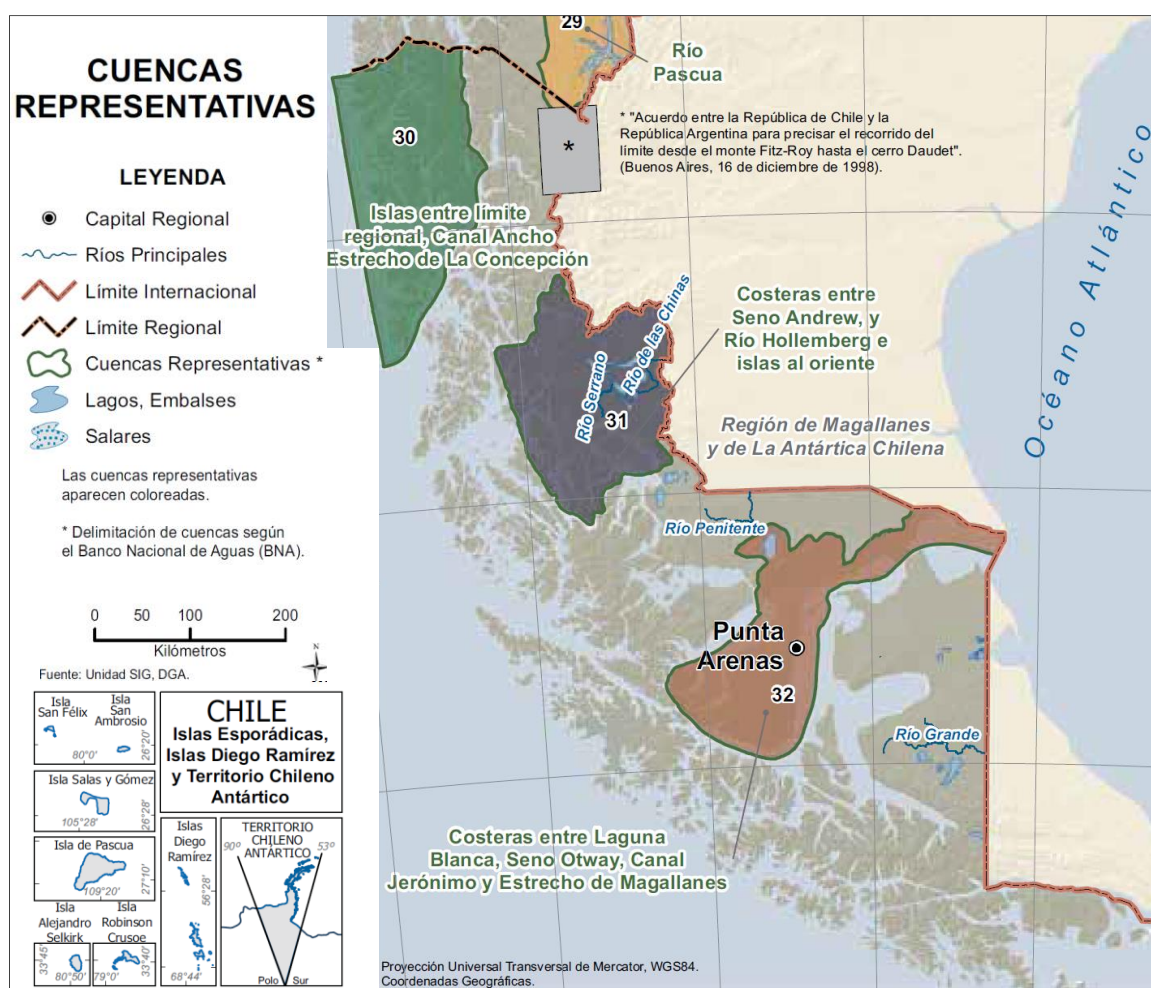 CUENCAS
REPRESENTATIVAS
LEYENDA
Capital Regional
Ríos Principales
Límite Internacional
Límite Regional
Cuencas Representativas *
Lagos, Embalses
Salares
Las cuencas representativas
aparecen coloreadas.
* Delimitación de cuencas según
el Banco Nacional de Aguas (BNA).
0 50 100 200
Kilómetros
N
Fuente: Unidad SIG, DGA.
29
Río
Pascua
* "Acuerdo entre la República de Chile y la
República Argentina para precisar el recorrido del
límite desde el monte Fitz-Roy hasta el cerro Daudet".
(Buenos Aires, 16 de diciembre de 1998).
*
30
Islas entre límite
regional, Canal Ancho
Estrecho de La Concepción
Océano Atlántico
Costeras entre
Seno Andrew, y
Río Hollemberg e
islas al oriente
Río de las Chinas
Río Serrano
31
Región de Magallanes
y de La Antártica Chilena
Río Penitente
Punta
Arenas
32
Río Grande
Costeras entre Laguna
Blanca, Seno Otway, Canal
Jerónimo y Estrecho de Magallanes
Proyección Universal Transversal de Mercator, WGS84.
Coordenadas Geográficas.
Isla
San Félix
Isla
San
Ambrosio
80°0'
26°20'
CHILE
Islas Esporádicas,
Islas Diego Ramírez
y Territorio Chileno
Antártico
Isla Salas y Gómez
105°28'
26°28'
Isla de Pascua
109°20'
27°10'
Isla
Alejandro
Selkirk
33°45'
80°50'
Isla
Robinson
Crusoe
79°0'
33°40'
Islas
Diego
Ramírez
56°28'
68°44'
TERRITORIO
CHILENO
ANTÁRTICO
90°
53°
Polo Sur